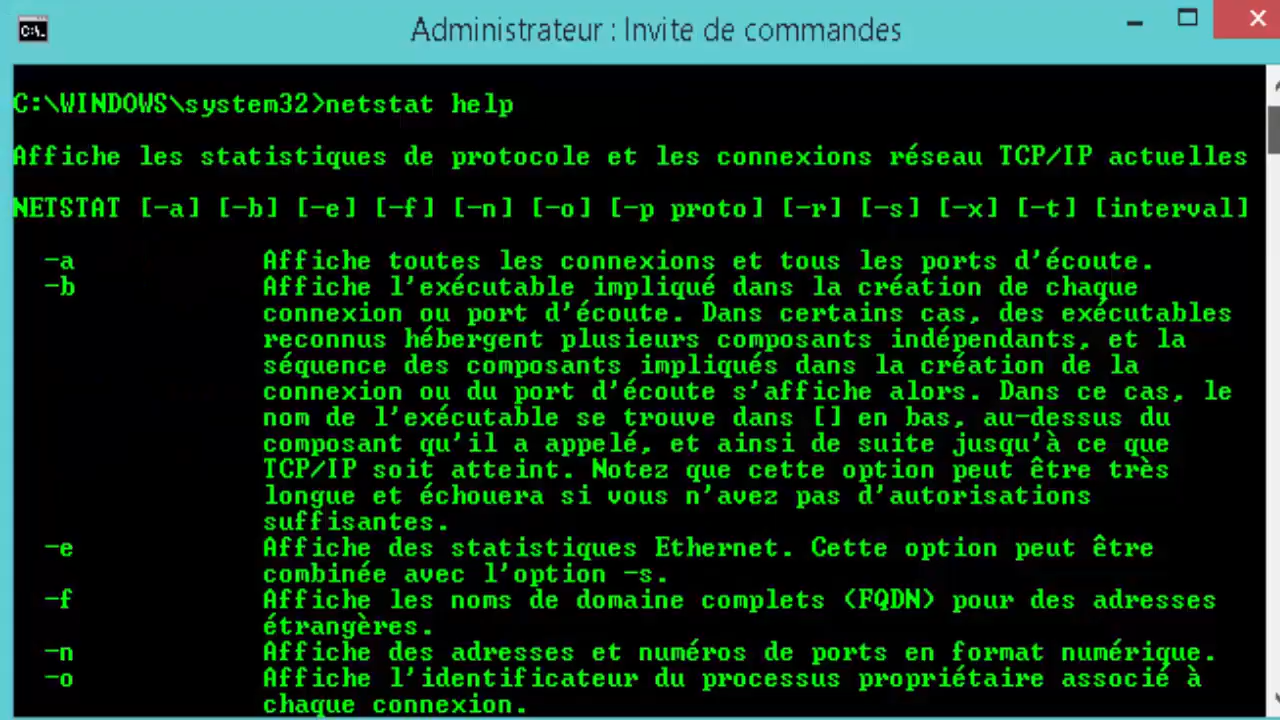 Administrateur : Invite de commandes
C:\WINDOWS\system32>netstat help
Affiche les statistiques de protocole et les connexions réseau TCP/IP actuelles
NETSTAT [-a] [-b] [-e] [-f] [-n] [-o] [-p proto] [-r] [-s] [-x] [-t] [interval]
-a Affiche toutes les connexions et tous les ports d'écoute.
-b Affiche l'exécutable impliqué dans la création de chaque
connexion ou port d'écoute. Dans certains cas, des exécutables
reconnus hébergent plusieurs composants indépendants, et la
séquence des composants impliqués dans la création de la
connexion ou du port d'écoute s'affiche alors. Dans ce cas, le
nom de l'exécutable se trouve dans [] en bas, au-dessus du
composant qu'il a appelé, et ainsi de suite jusqu'à ce que
TCP/IP soit atteint. Notez que cette option peut être très
longue et échouera si vous n'avez pas d'autorisations
suffisantes.
-e Affiche des statistiques Ethernet. Cette option peut être
combinée avec l'option -s.
-f Affiche les noms de domaine complets (FQDN) pour des adresses
étrangères.
-n Affiche des adresses et numéros de ports en format numérique.
-o Affiche l'identificateur du processus propriétaire associé à
chaque connexion.